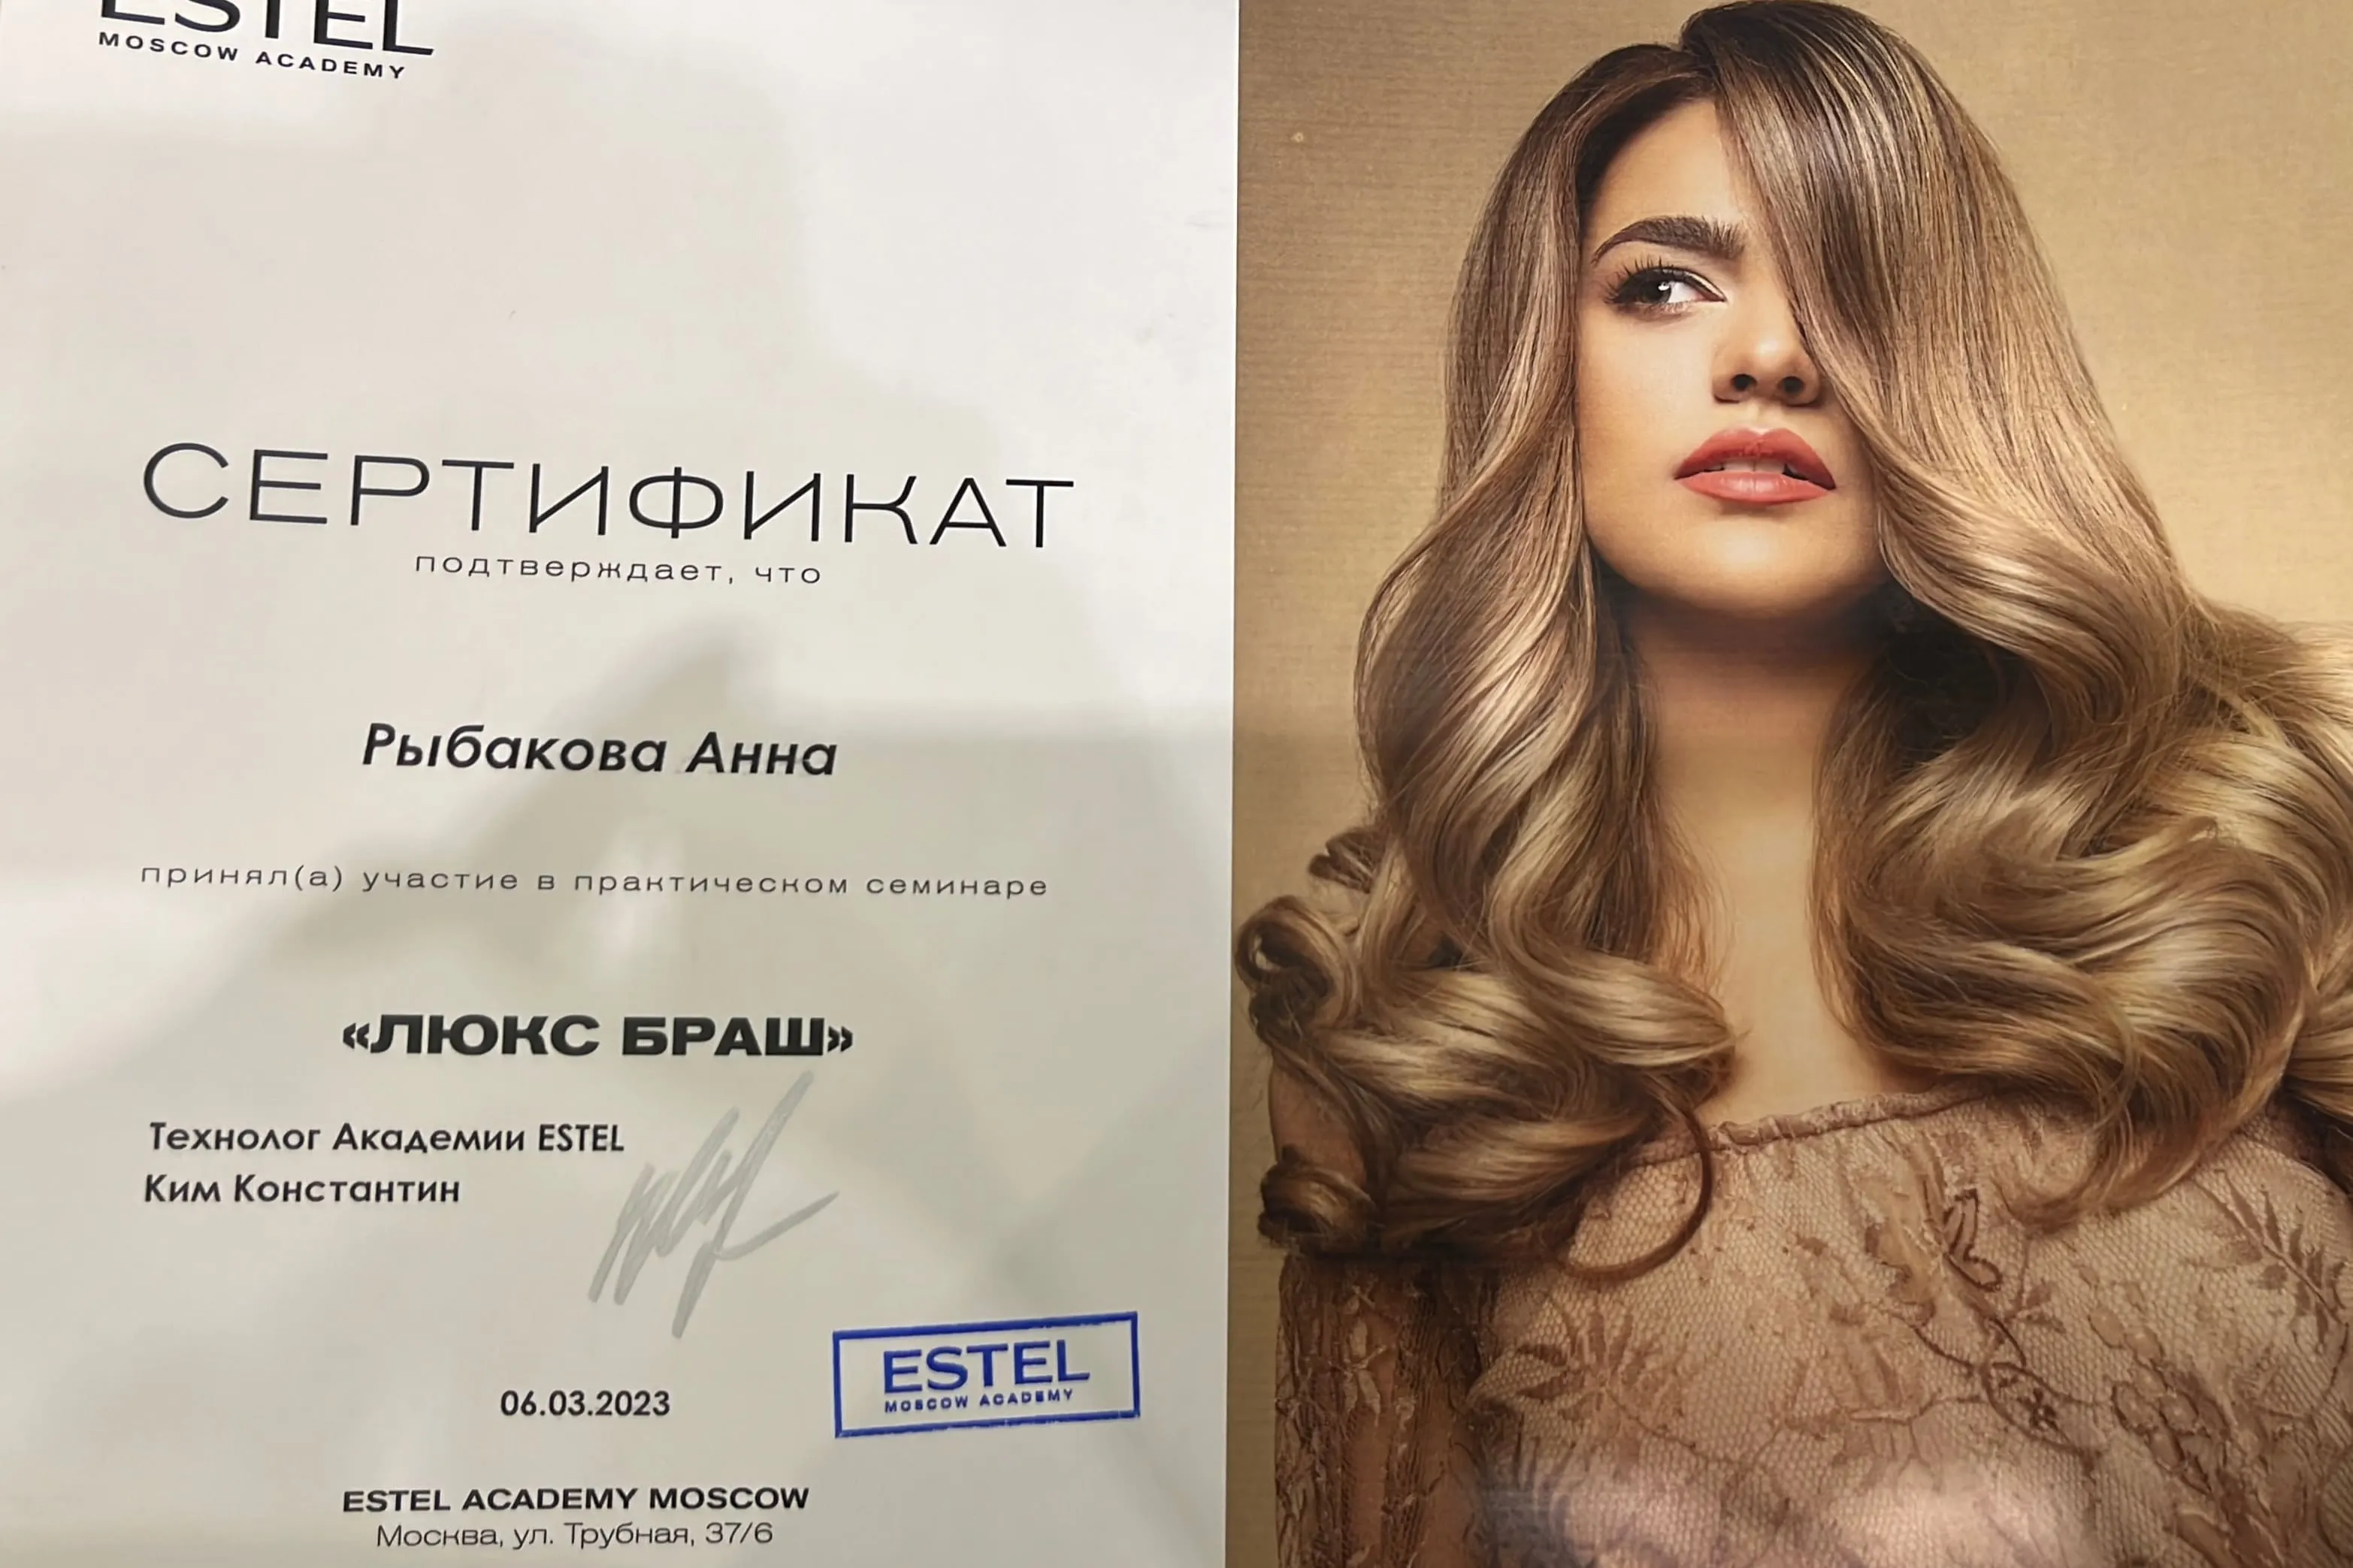 ESTEL
MOSCOW ACADEMY
СЕРТИФИКАТ
подтверждает, что
Рыбакова Анна
принял(а) участие в практическом семинаре
«ЛЮКС БРАШ»
Технолог Академии ESTEL
Ким Константин
06.03.2023
ESTEL
MOSCOW ACADEMY
ESTEL ACADEMY MOSCOW
Москва, ул. Трубная, 37/6